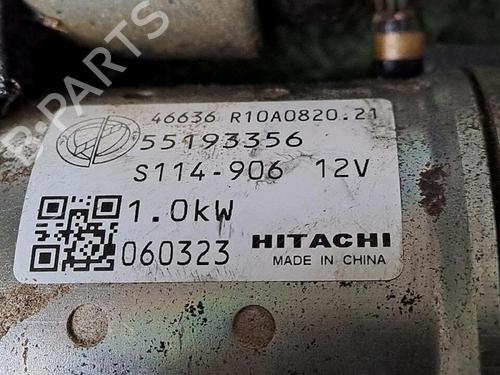 46636 R10A0820.21
55193356
S114-906 12V
1.0kW
060323 HITACHI
MADE IN CHINA
B-PARTS